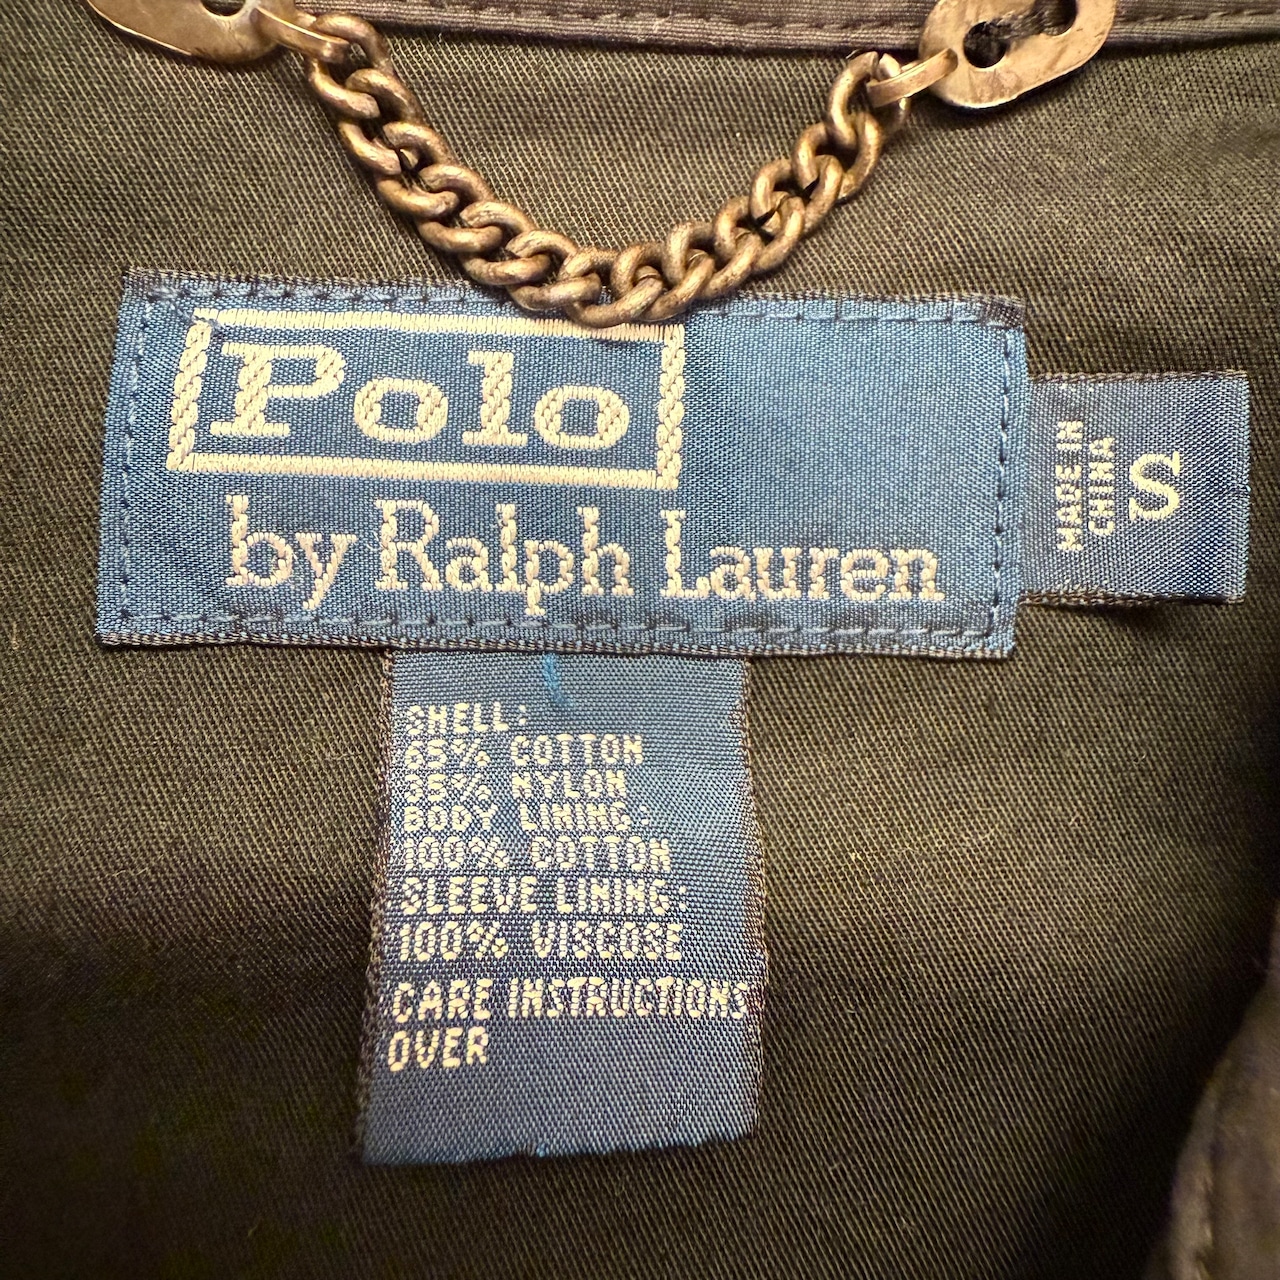 Polo
by Ralph Lauren
MADE IN
CHINA
S
SHELL:
65% COTTON
35% NYLON
BODY LINING:
100% COTTON
SLEEVE LINING:
100% VISCOSE
CARE INSTRUCTIONS
OVER